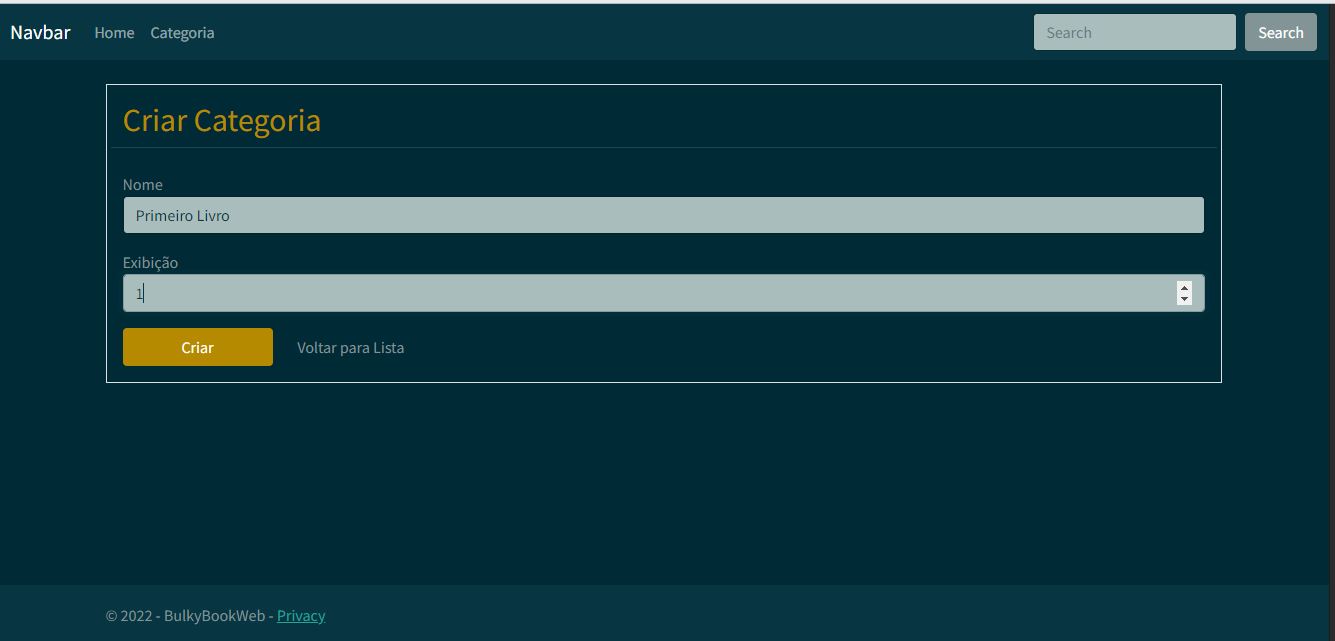 Navbar Home Categoria Search Search
Criar Categoria
Nome
Primeiro Livro
Exibição
1
Criar Voltar para Lista
© 2022 - BulkyBookWeb - Privacy